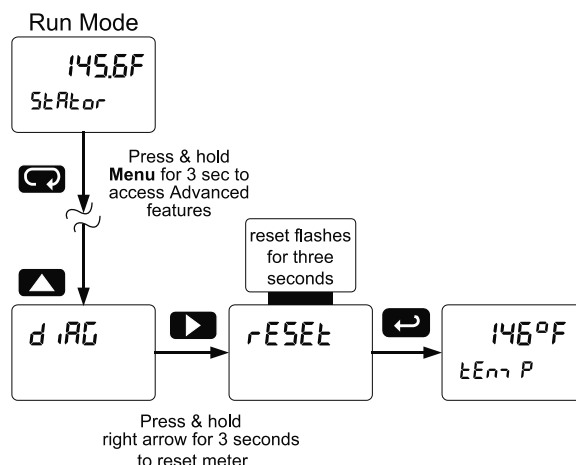 Run Mode
145.6F
StAtor
Press & hold
Menu for 3 sec to
access Advanced
features
reset flashes
for three
seconds
diAG
rESEt
146°F
tEmP
Press & hold
right arrow for 3 seconds
to reset meter